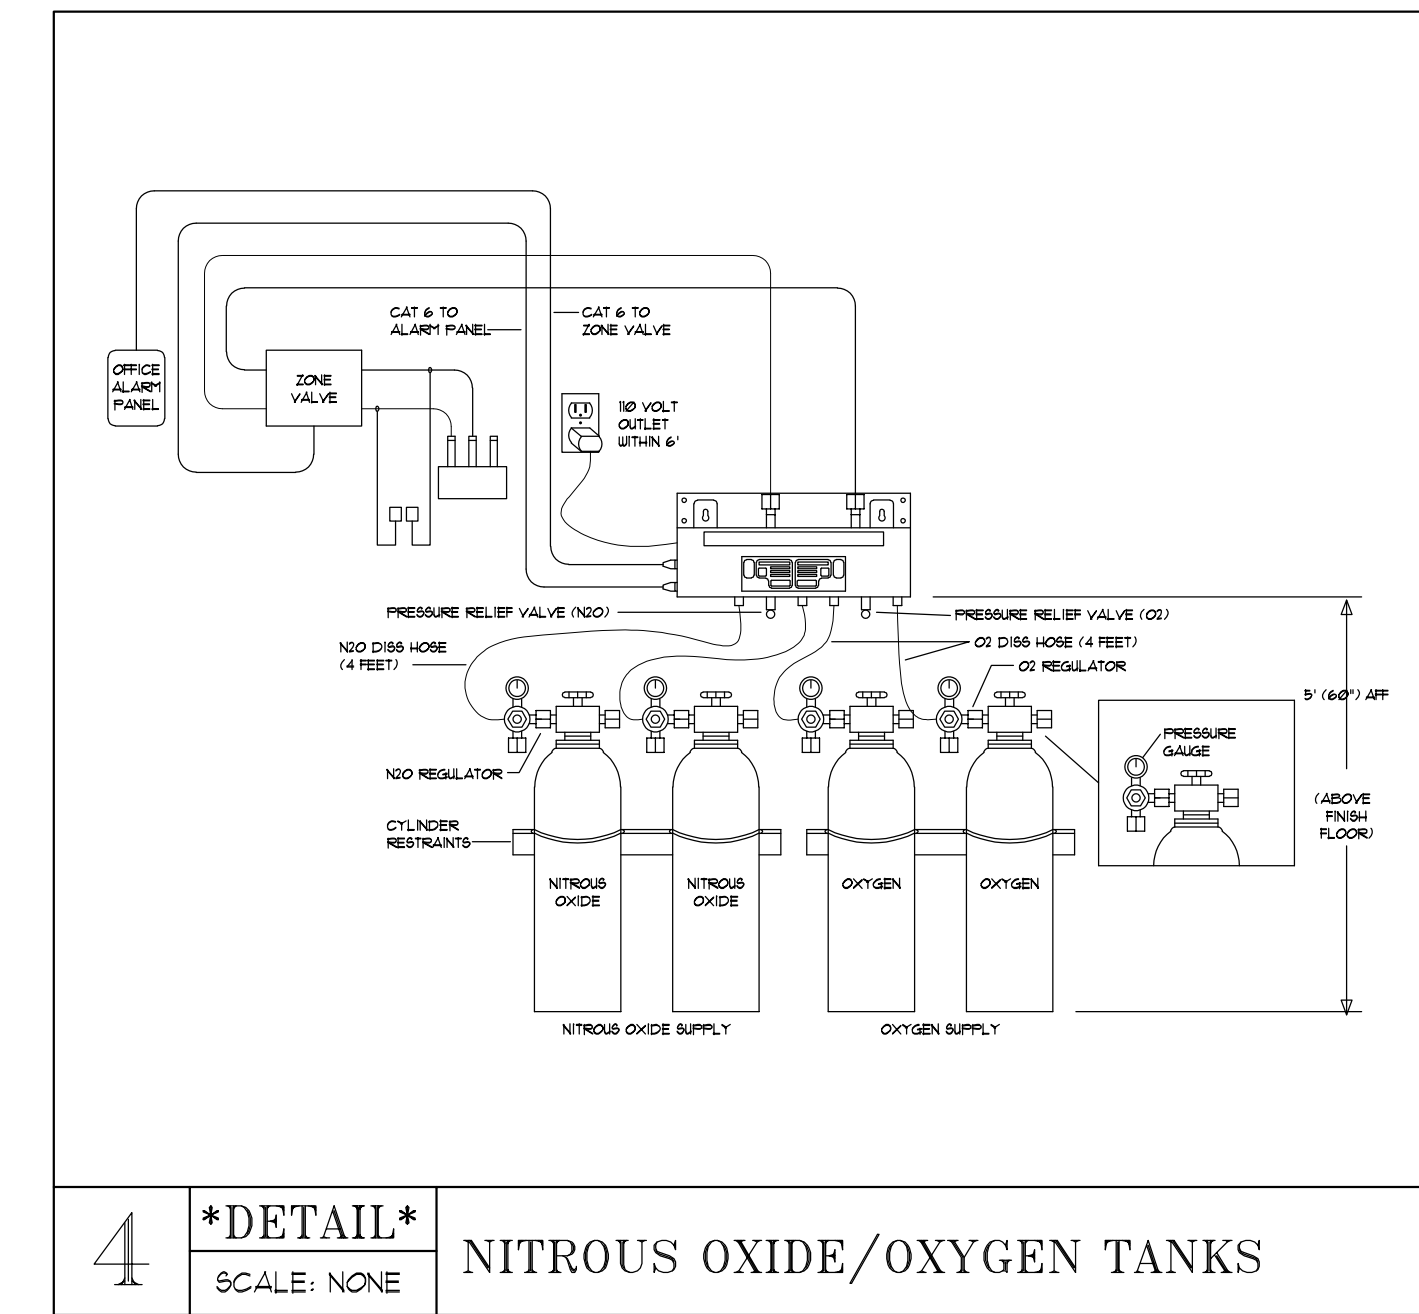 CAT 6 TO
ALARM PANEL
CAT 6 TO
ZONE VALVE
OFFICE
ALARM
PANEL
ZONE
VALVE
110 VOLT
OUTLET
WITHIN 6'
PRESSURE RELIEF VALVE (N2O)
PRESSURE RELIEF VALVE (O2)
N2O DISS HOSE
(4 FEET)
O2 DISS HOSE (4 FEET)
O2 REGULATOR
5' (60") AFF
PRESSURE
GAUGE
N2O REGULATOR
(ABOVE
FINISH
FLOOR)
CYLINDER
RESTRAINTS
NITROUS
OXIDE
NITROUS
OXIDE
OXYGEN
OXYGEN
NITROUS OXIDE SUPPLY
OXYGEN SUPPLY
4
*DETAIL*
SCALE: NONE
NITROUS OXIDE/OXYGEN TANKS